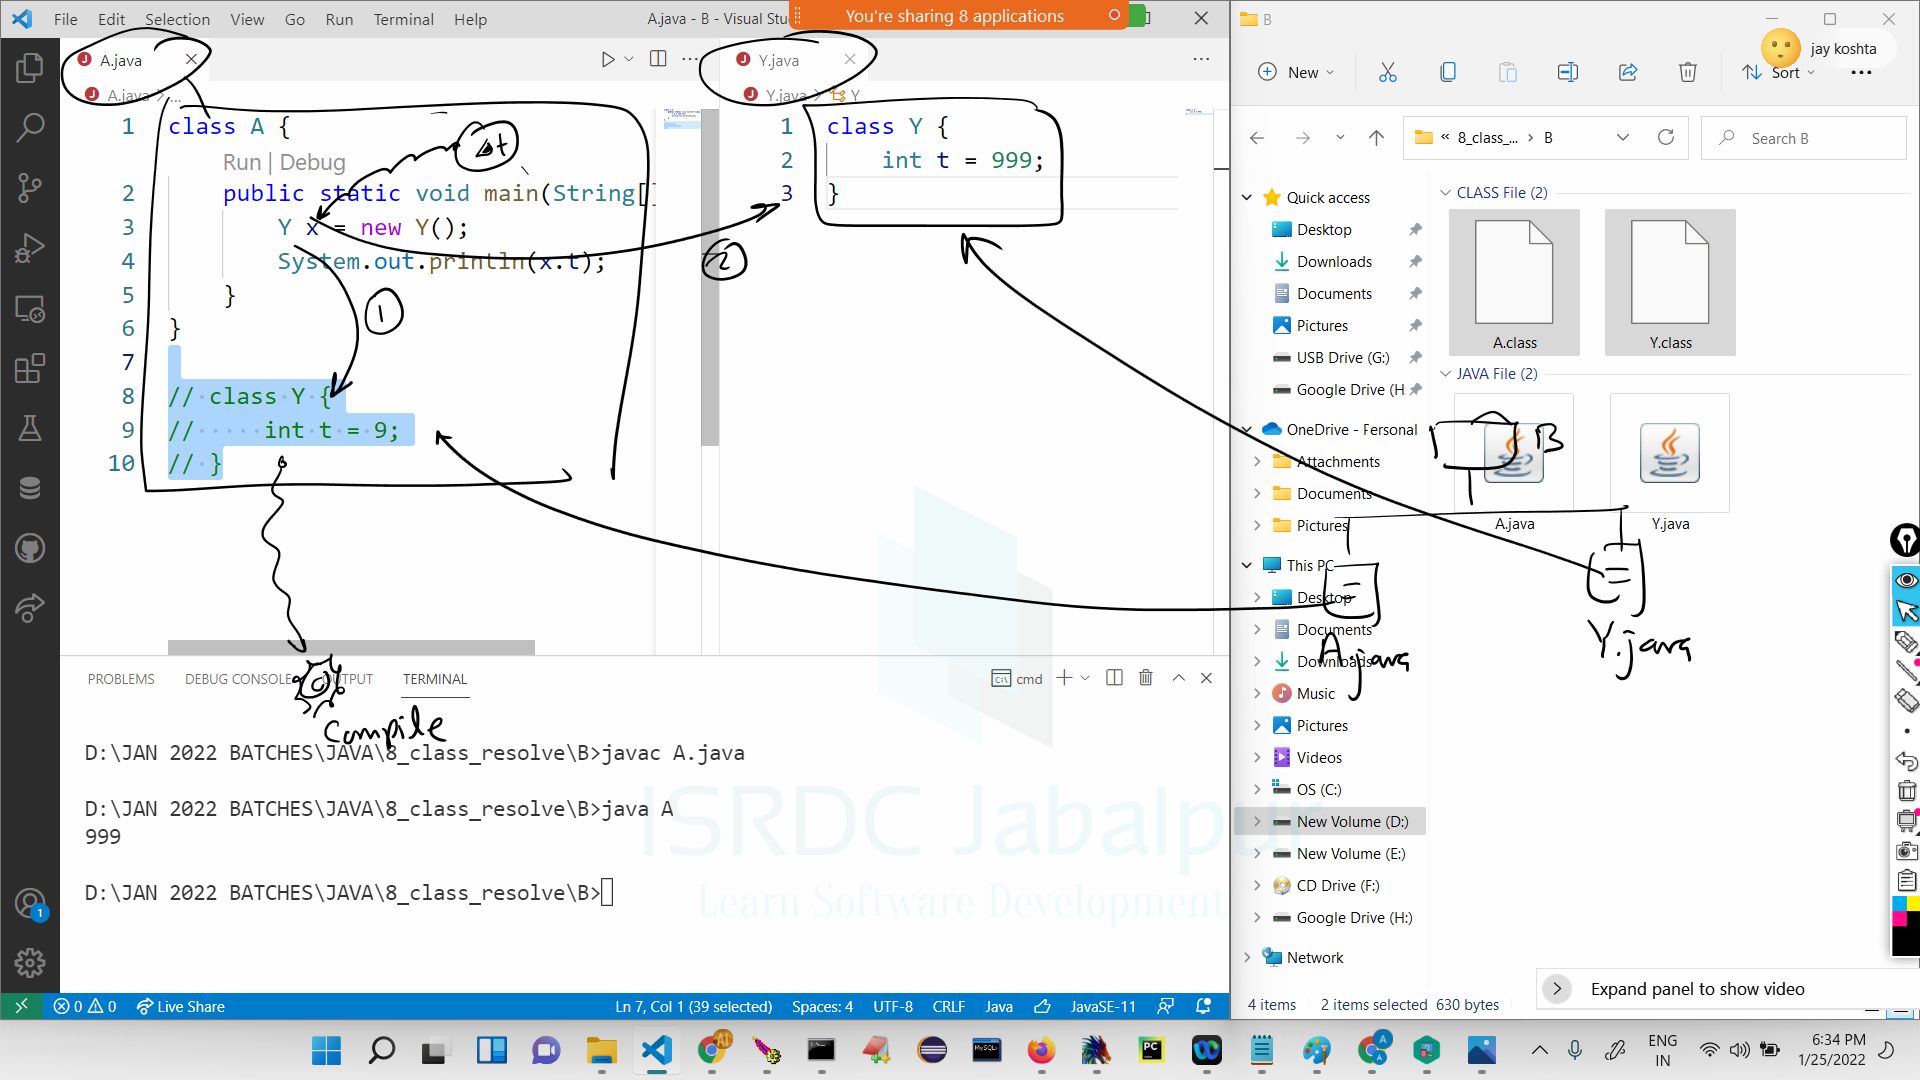 File Edit Selection View Go Run Terminal Help
A.java - B - Visual Stu
You're sharing 8 applications
A.java
A.java > ...
1 class A {
Run | Debug
2 public static void main(String[]
3 Y x = new Y();
4 System.out.println(x.t);
5 }
6 }
7
8 // class Y {
9 // int t = 9;
10 // }
Δt
1
Y.java
Y.java > Y
1 class Y {
2 int t = 999;
3 }
2
PROBLEMS DEBUG CONSOLE OUTPUT TERMINAL
cmd
Compile
D:\JAN 2022 BATCHES\JAVA\8_class_resolve\B>javac A.java
D:\JAN 2022 BATCHES\JAVA\8_class_resolve\B>java A
999
D:\JAN 2022 BATCHES\JAVA\8_class_resolve\B>
ISRDC Jabalpur
Learn Software Development
1
0 0 Live Share
Ln 7, Col 1 (39 selected) Spaces: 4 UTF-8 CRLF Java JavaSE-11
B
jay koshta
New Sort
« 8_class_... > B
Search B
Quick access
Desktop
Downloads
Documents
Pictures
USB Drive (G:)
Google Drive (H
OneDrive - Personal
Attachments
Documents
Pictures
This PC
Desktop
Documents
Downloads
Music
Pictures
Videos
OS (C:)
New Volume (D:)
New Volume (E:)
CD Drive (F:)
Google Drive (H:)
Network
CLASS File (2)
A.class Y.class
JAVA File (2)
A.java Y.java
B
A.java
Y.java
4 items 2 items selected 630 bytes
Expand panel to show video
MySQL
PC
ENG
IN
6:34 PM
1/25/2022